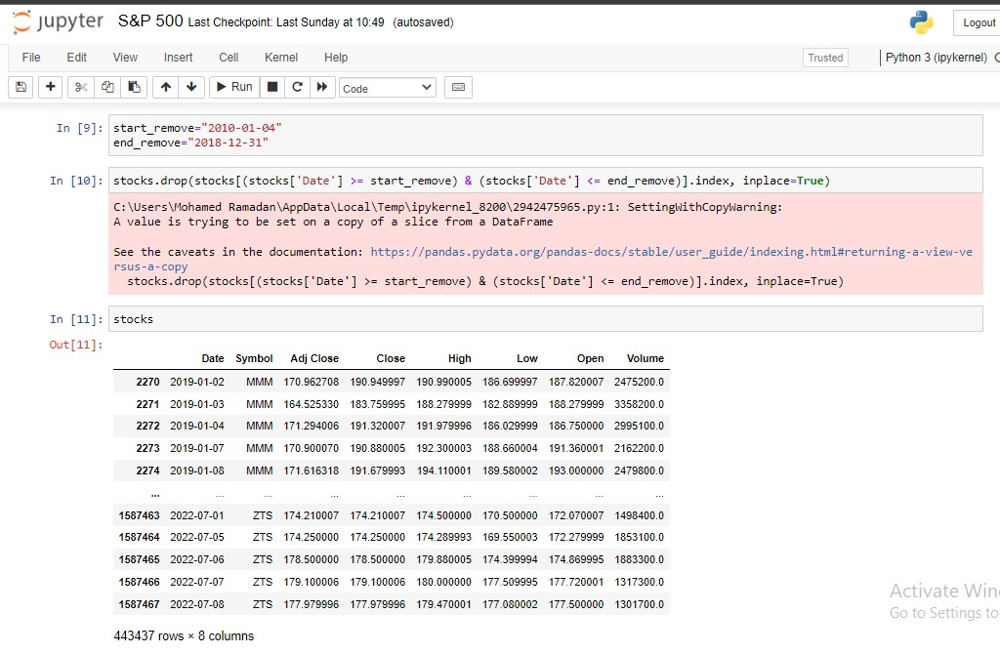 jupyter S&P 500 Last Checkpoint: Last Sunday at 10:49 (autosaved)
Logout
File Edit View Insert Cell Kernel Help Trusted Python 3 (ipykernel)
Run Code
In [9]: start_remove="2010-01-04"
end_remove="2018-12-31"
In [10]: stocks.drop(stocks[(stocks['Date'] >= start_remove) & (stocks['Date'] <= end_remove)].index, inplace=True)
C:\Users\Mohamed Ramadan\AppData\Local\Temp\ipykernel_8200\2942475965.py:1: SettingWithCopyWarning:
A value is trying to be set on a copy of a slice from a DataFrame
See the caveats in the documentation: https://pandas.pydata.org/pandas-docs/stable/user_guide/indexing.html#returning-a-view-ve
rsus-a-copy
stocks.drop(stocks[(stocks['Date'] >= start_remove) & (stocks['Date'] <= end_remove)].index, inplace=True)
In [11]: stocks
Out[11]:
Date Symbol Adj Close Close High Low Open Volume
2270 2019-01-02 MMM 170.962708 190.949997 190.990005 186.699997 187.820007 2475200.0
2271 2019-01-03 MMM 164.525330 183.759995 188.279999 182.889999 188.279999 3358200.0
2272 2019-01-04 MMM 171.294006 191.320007 191.979996 186.029999 186.750000 2995100.0
2273 2019-01-07 MMM 170.900070 190.880005 192.300003 188.660004 191.360001 2162200.0
2274 2019-01-08 MMM 171.616318 191.679993 194.110001 189.580002 193.000000 2479800.0
... ... ... ... ... ... ... ... ...
1587463 2022-07-01 ZTS 174.210007 174.210007 174.500000 170.500000 172.070007 1498400.0
1587464 2022-07-05 ZTS 174.250000 174.250000 174.289993 169.550003 172.279999 1853100.0
1587465 2022-07-06 ZTS 178.500000 178.500000 179.880005 174.399994 174.869995 1883300.0
1587466 2022-07-07 ZTS 179.100006 179.100006 180.000000 177.509995 177.720001 1317300.0
1587467 2022-07-08 ZTS 177.979996 177.979996 179.470001 177.080002 177.500000 1301700.0
443437 rows × 8 columns
Activate Win
Go to Settings to